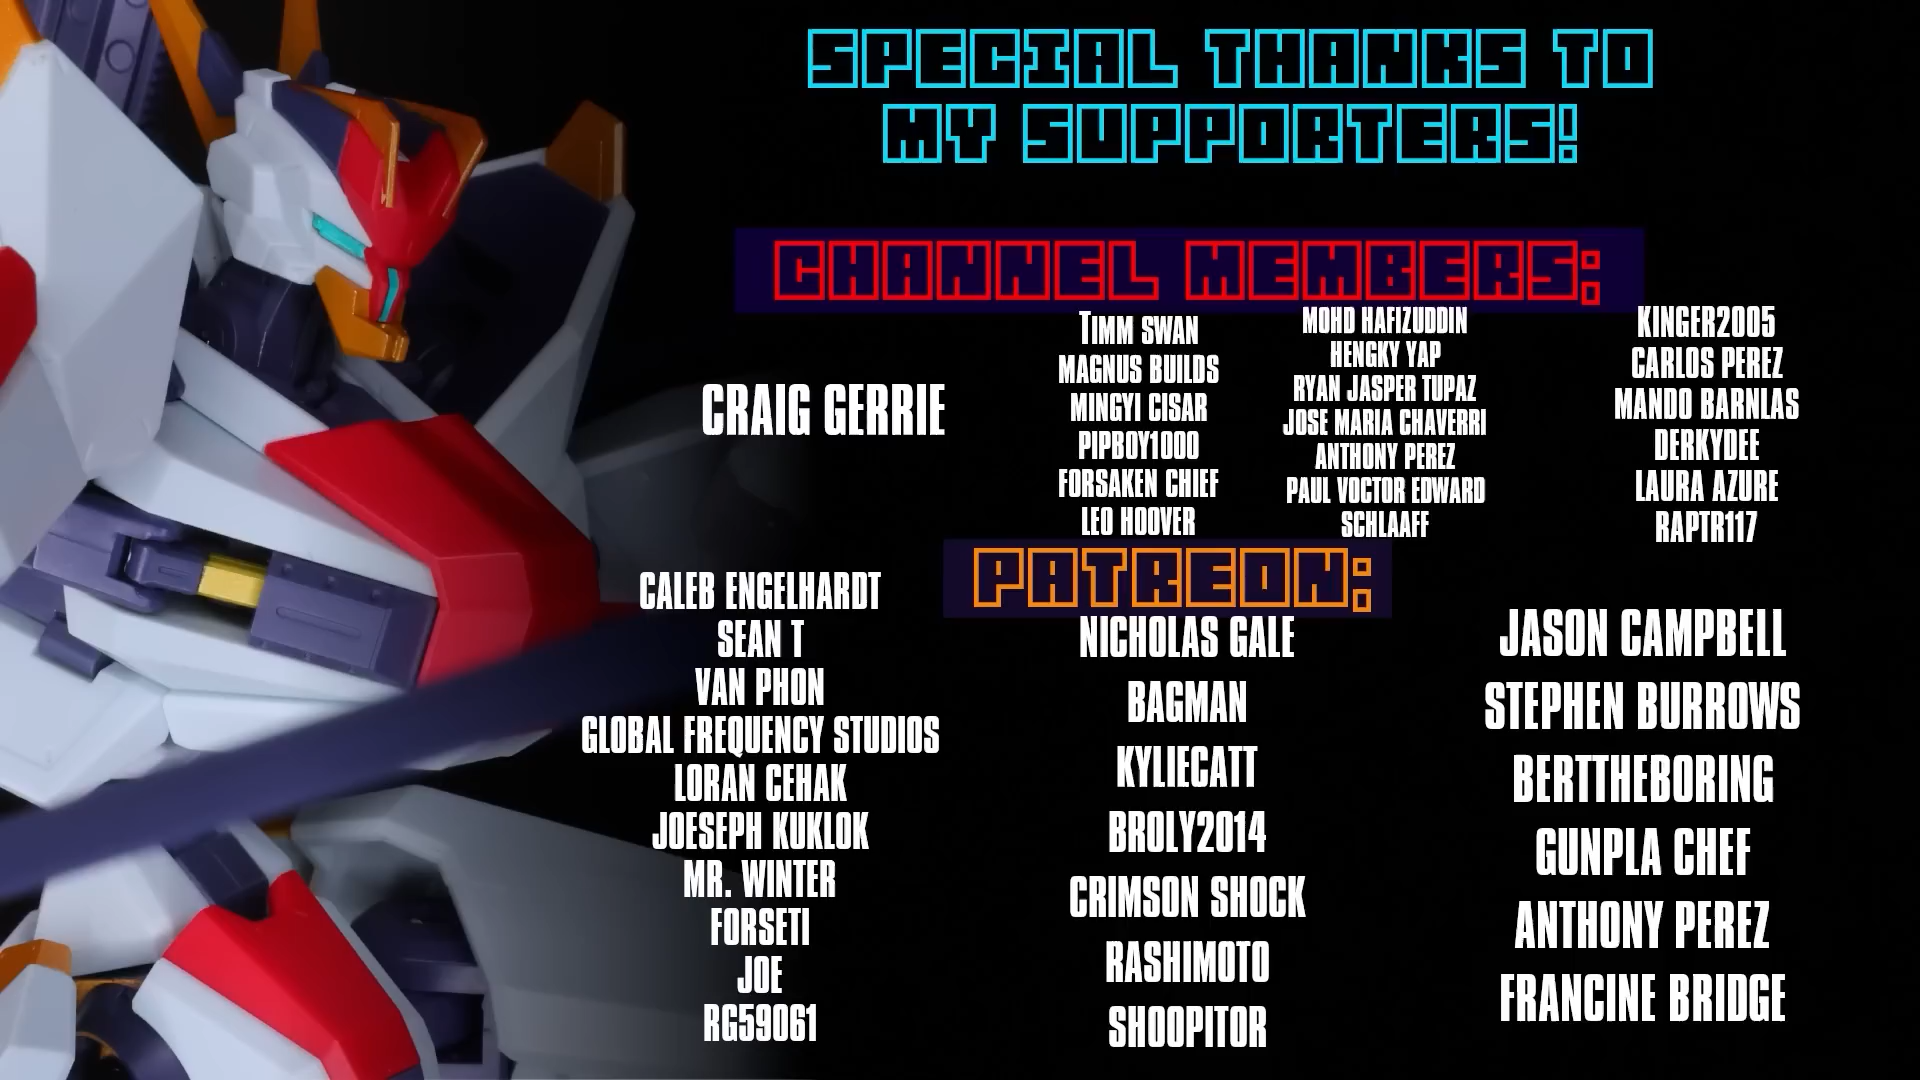 SPECIAL THANKS TO
MY SUPPORTERS!
CHANNEL MEMBERS:
CRAIG GERRIE
TIMM SWAN
MAGNUS BUILDS
MINGYI CISAR
PIPBOY1000
FORSAKEN CHIEF
LEO HOOVER
MOHD HAFIZUDDIN
HENGKY YAP
RYAN JASPER TUPAZ
JOSE MARIA CHAVERRI
ANTHONY PEREZ
PAUL VOCTOR EDWARD
SCHLAAFF
KINGER2005
CARLOS PEREZ
MANDO BARNLAS
DERKYDEE
LAURA AZURE
RAPTR117
PATREON:
CALEB ENGELHARDT
SEAN T
VAN PHON
GLOBAL FREQUENCY STUDIOS
LORAN CEHAK
JOESEPH KUKLOK
MR. WINTER
FORSETI
JOE
RG59061
NICHOLAS GALE
BAGMAN
KYLIECATT
BROLY2014
CRIMSON SHOCK
RASHIMOTO
SHOOPITOR
JASON CAMPBELL
STEPHEN BURROWS
BERTTHEBORING
GUNPLA CHEF
ANTHONY PEREZ
FRANCINE BRIDGE